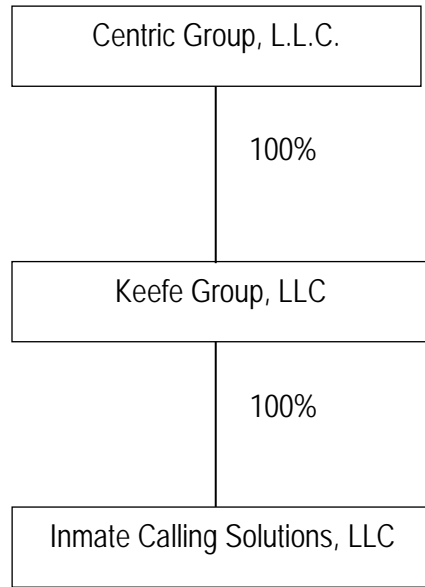 Centric Group, L.L.C.
100%
Keefe Group, LLC
100%
Inmate Calling Solutions, LLC